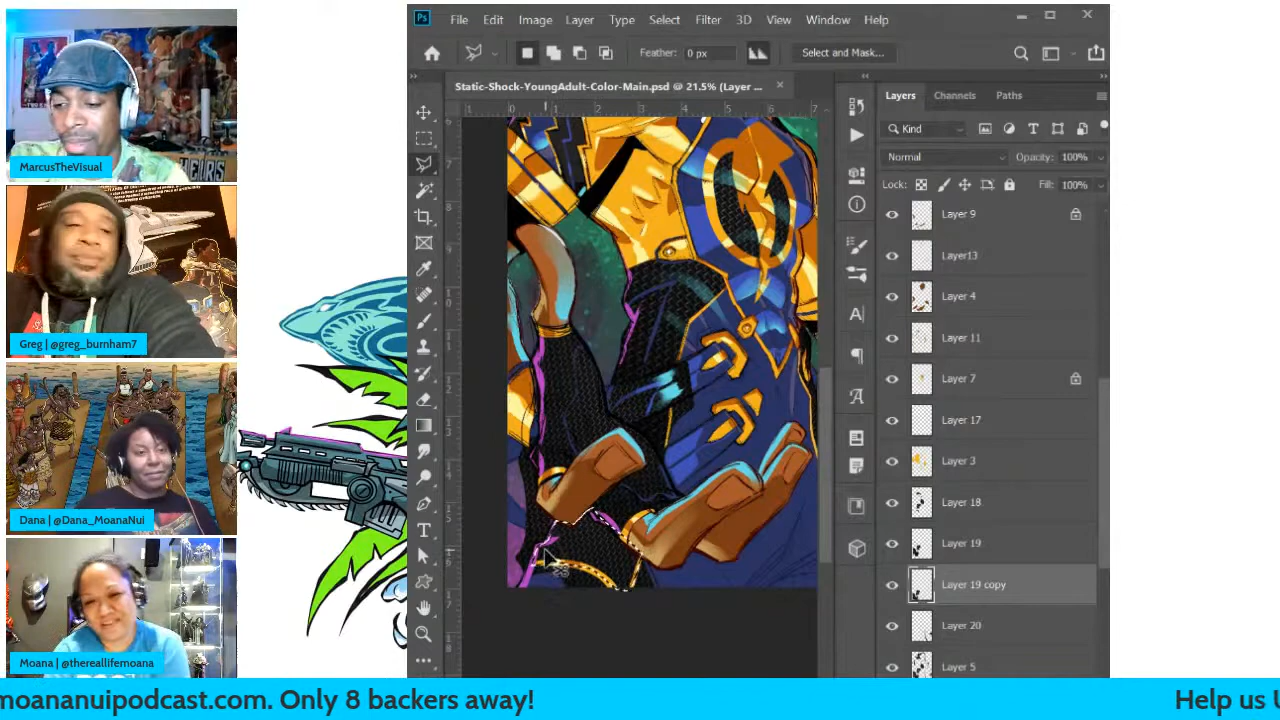 MarcusTheVisual
Greg | @greg_burnham7
Dana | @Dana_MoanaNui
Moana | @thereallifemoana
Ps
File Edit Image Layer Type Select Filter 3D View Window Help
Feather: 0 px
Select and Mask...
Static-Shock-YoungAdult-Color-Main.psd @ 21.5% (Layer ...
Layers Channels Paths
Kind
Normal
Opacity: 100%
Lock:
Fill: 100%
Layer 9
Layer13
Layer 4
Layer 11
Layer 7
Layer 17
Layer 3
Layer 18
Layer 19
Layer 19 copy
Layer 20
Layer 5
moananuipodcast.com. Only 8 backers away!
Help us